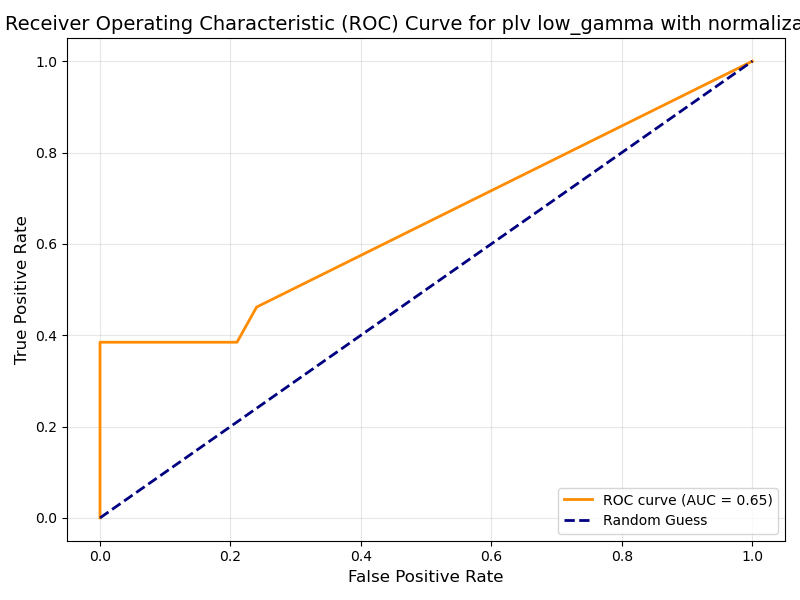 Receiver Operating Characteristic (ROC) Curve for plv low_gamma with normaliza
1.0
0.8
0.6
0.4
0.2
0.0
True Positive Rate
0.0 0.2 0.4 0.6 0.8 1.0
False Positive Rate
ROC curve (AUC = 0.65)
Random Guess